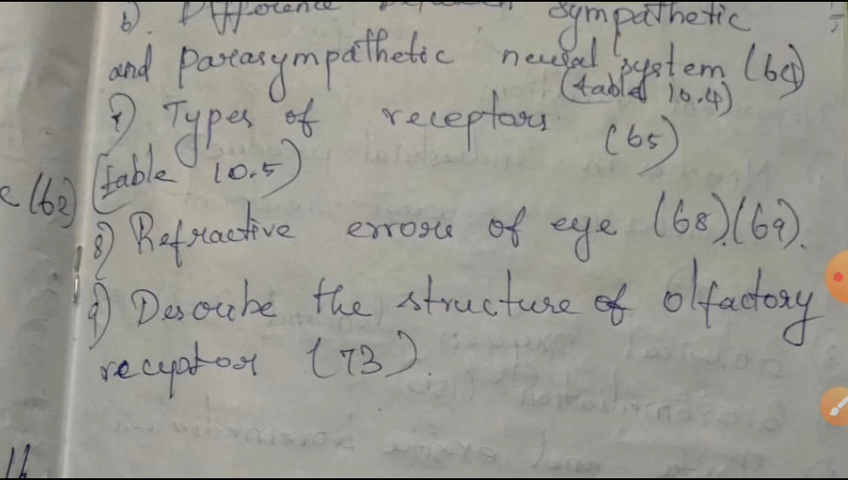 6). Difference between sympathetic
and parasympathetic neural system (64)
(table 10.4)
7) Types of receptors (65)
(table 10.5)
(62)
8) Refractive errors of eye (68).(69).
9) Describe the structure of olfactory
receptor (73).